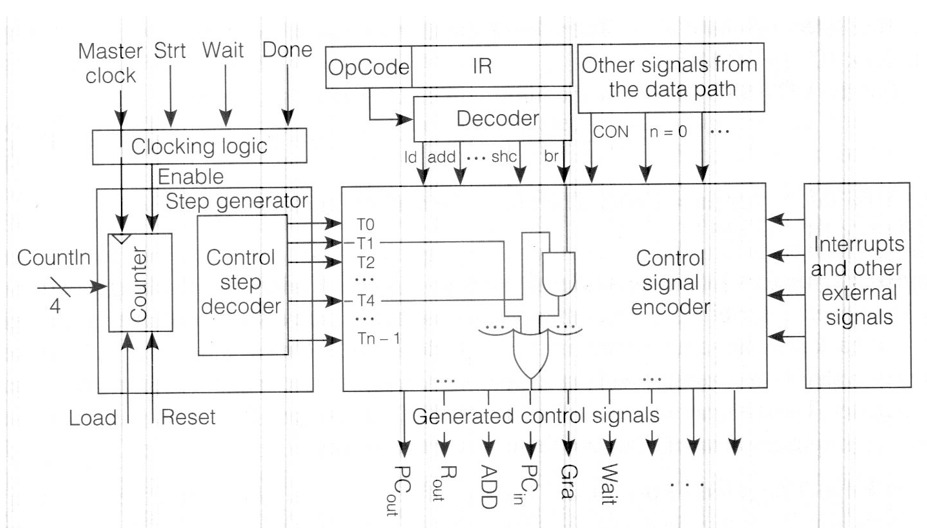 Master
clock
Strt
Wait
Done
OpCode
IR
Other signals from
the data path
Decoder
Clocking logic
ld
add
...
shc
br
CON
n = 0
...
Enable
Step generator
CountIn
4
Counter
Control
step
decoder
T0
T1
T2
...
T4
...
Tn – 1
...
...
Control
signal
encoder
Interrupts
and other
external
signals
...
...
Load
Reset
Generated control signals
PCout
Rout
ADD
PCin
Gra
Wait
...